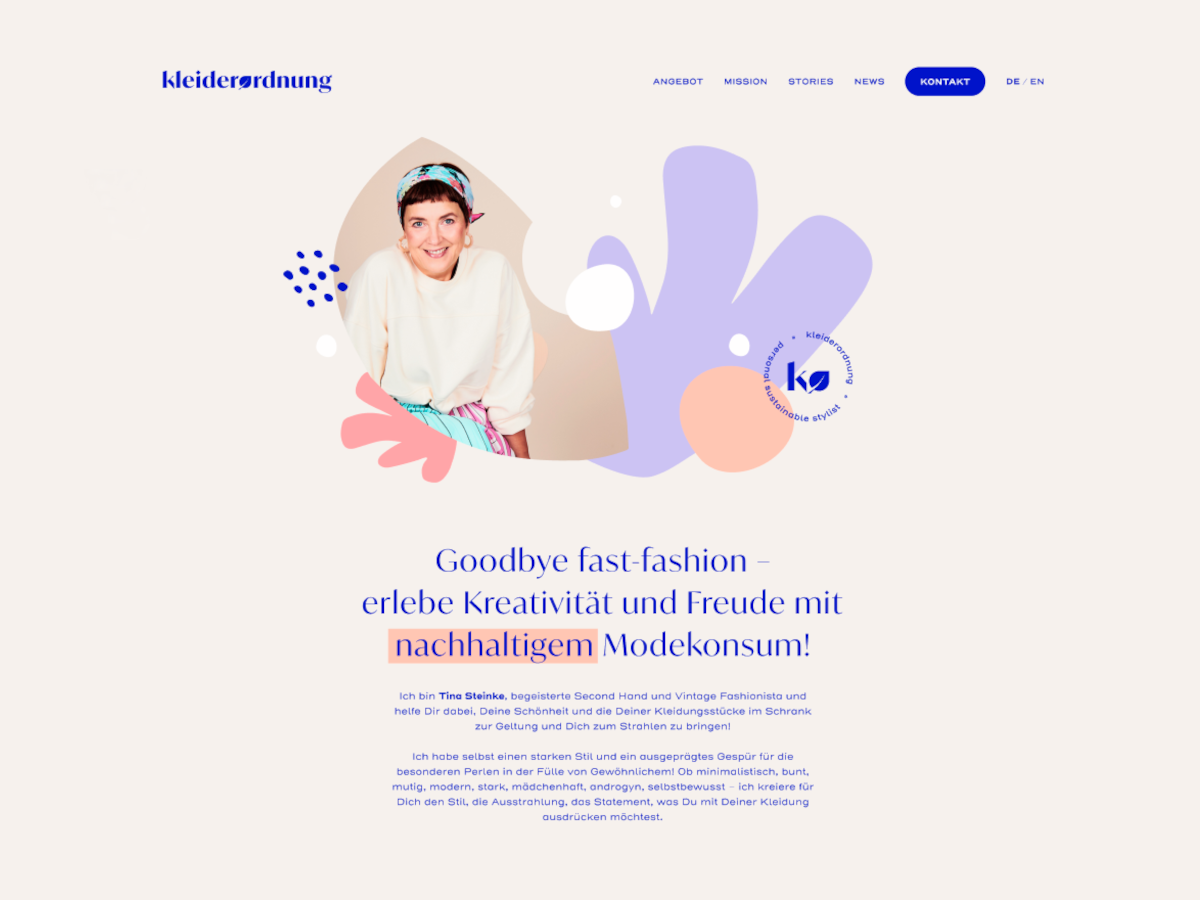 kleiderordnung
ANGEBOT MISSION STORIES NEWS KONTAKT DE / EN
kleiderordnung • personal sustainable stylist •
ko
Goodbye fast-fashion –
erlebe Kreativität und Freude mit
nachhaltigem Modekonsum!
Ich bin Tina Steinke, begeisterte Second Hand und Vintage Fashionista und
helfe Dir dabei, Deine Schönheit und die Deiner Kleidungsstücke im Schrank
zur Geltung und Dich zum Strahlen zu bringen!
Ich habe selbst einen starken Stil und ein ausgeprägtes Gespür für die
besonderen Perlen in der Fülle von Gewöhnlichem! Ob minimalistisch, bunt,
mutig, modern, stark, mädchenhaft, androgyn, selbstbewusst – ich kreiere für
Dich den Stil, die Ausstrahlung, das Statement, was Du mit Deiner Kleidung
ausdrücken möchtest.